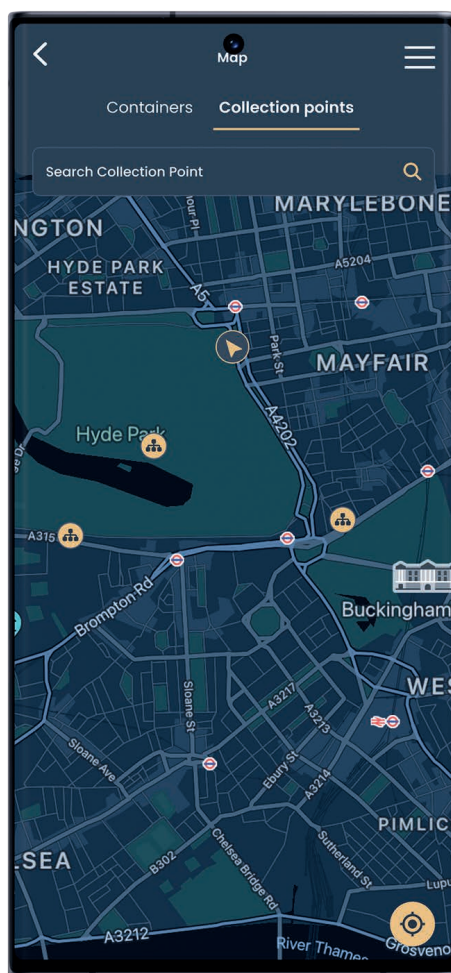 Map
Containers
Collection points
Search Collection Point
MARYLEBONE
NGTON
HYDE PARK
ESTATE
A5204
A5
Park St
MAYFAIR
A4202
Hyde Park
A315
Brompton Rd
Buckingham
WES
Sloane St
A3217
A3213
Sloane Ave
Ebury St
A3214
PIMLIC
LSEA
B302
Chelsea Bridge Rd
Sutherland St
Lupu
A3212
River Thames
Grosveno